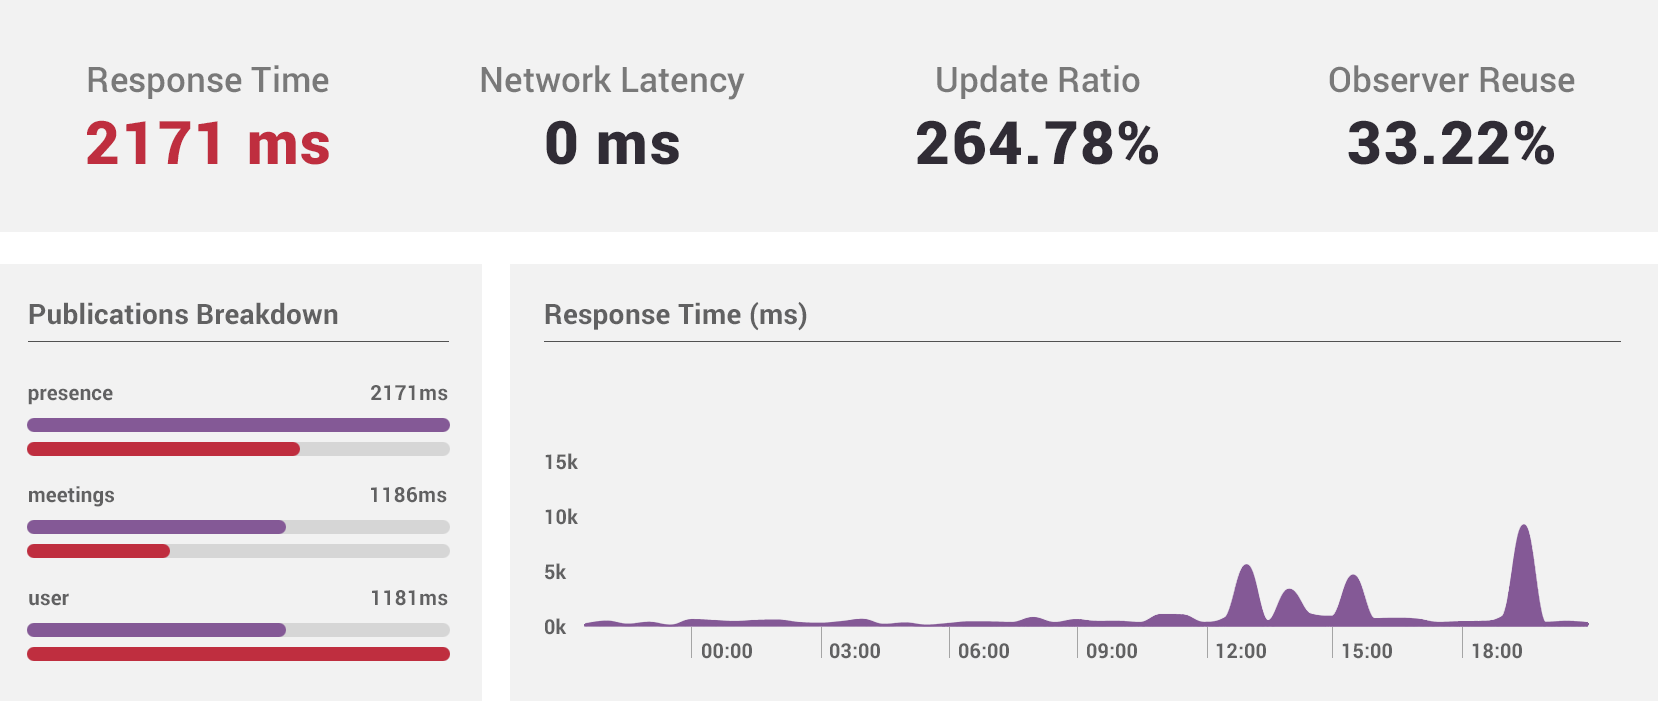 Response Time
Network Latency
Update Ratio
Observer Reuse
2171 ms
0 ms
264.78%
33.22%
Publications Breakdown
presence 2171ms
meetings 1186ms
user 1181ms
Response Time (ms)
15k
10k
5k
0k
00:00 03:00 06:00 09:00 12:00 15:00 18:00